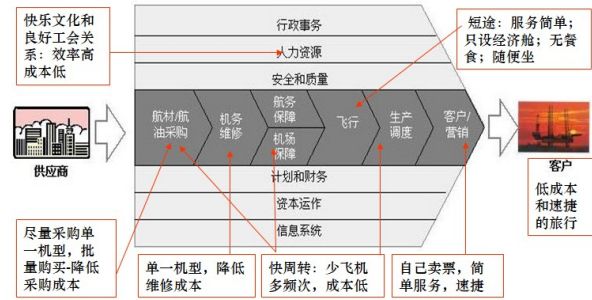 快乐文化和
良好工会关
系：效率高
成本低
行政事务
人力资源
安全和质量
短途：服务简单；
只设经济舱；无餐
食；随便坐
供应商
航材/航
油采购
机务
维修
航务
保障
机场
保障
飞行
生产
调度
客户/
营销
客户
低成本
和速捷
的旅行
计划和财务
资本运作
信息系统
尽量采购单
一机型，批
量购买-降低
采购成本
单一机型，降低
维修成本
快周转：少飞机
多频次，成本低
自己卖票，简
单服务，速捷